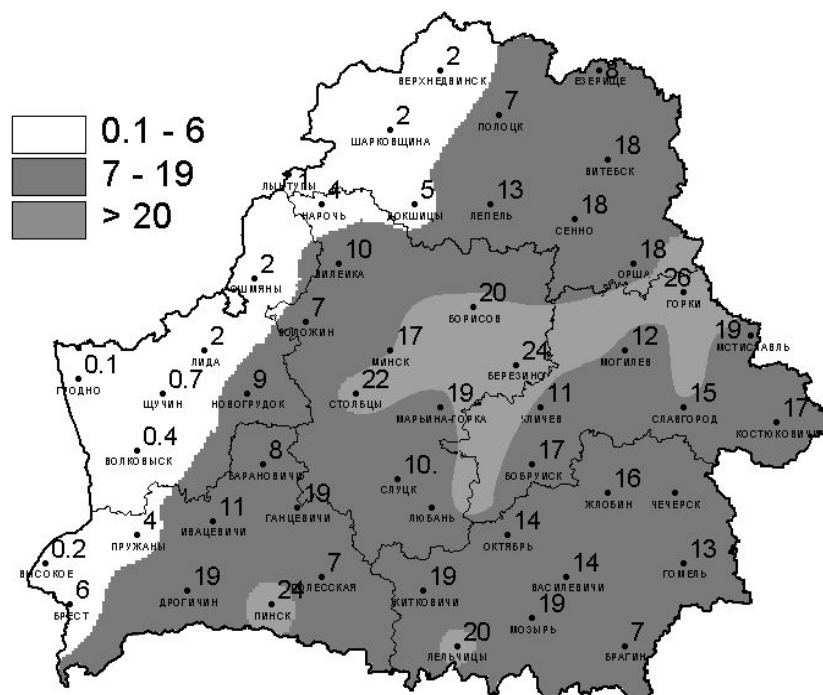 2
ВЕРХНЕДВИНСК
8
ЕЗЕРИЩЕ
0.1 - 6
7 - 19
> 20
2
ШАРКОВЩИНА
7
ПОЛОЦК
18
ВИТЕБСК
1
ЛЫНТУПЫ
4
НАРОЧЬ
5
ДОКШИЦЫ
13
ЛЕПЕЛЬ
18
СЕННО
2
ОШМЯНЫ
10
ВИЛЕЙКА
18
ОРША
26
ГОРКИ
7
ВОЛОЖИН
20
БОРИСОВ
19
МСТИСЛАВЛЬ
0.1
ГРОДНО
2
ЛИДА
17
МИНСК
24
БЕРЕЗИНО
12
МОГИЛЕВ
0.7
ЩУЧИН
9
НОВОГРУДОК
22
СТОЛБЦЫ
19
МАРЬИНА-ГОРКА
11
КЛИЧЕВ
15
СЛАВГОРОД
17
КОСТЮКОВИЧИ
0.4
ВОЛКОВЫСК
8
БАРАНОВИЧИ
10.
СЛУЦК
17
БОБРУЙСК
16
ЖЛОБИН
ЧЕЧЕРСК
4
ПРУЖАНЫ
11
ИВАЦЕВИЧИ
19
ГАНЦЕВИЧИ
ЛЮБАНЬ
14
ОКТЯБРЬ
0.2
ВЫСОКОЕ
6
БРЕСТ
19
ДРОГИЧИН
24
ПИНСК
7
ПОЛЕССКАЯ
19
ЖИТКОВИЧИ
14
ВАСИЛЕВИЧИ
13
ГОМЕЛЬ
19
МОЗЫРЬ
20
ЛЕЛЬЧИЦЫ
7
БРАГИН